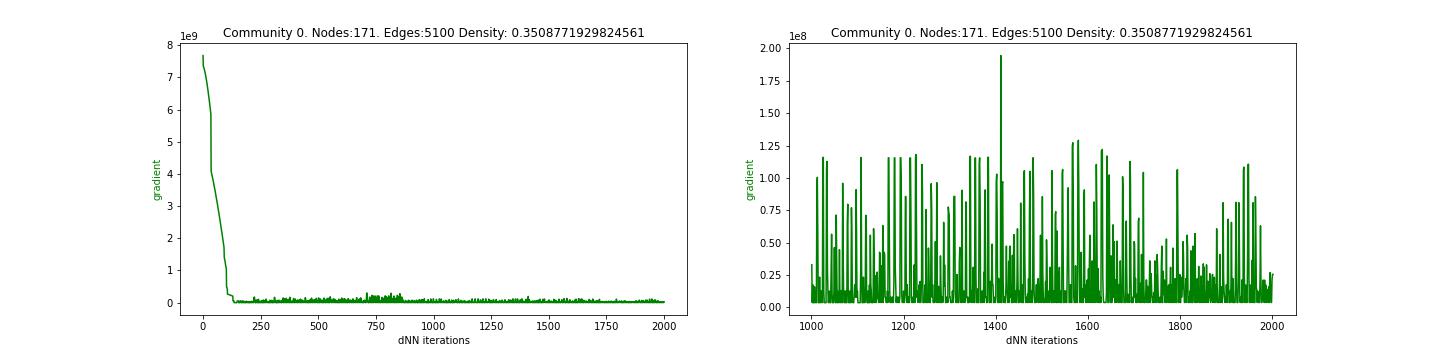 Community 0. Nodes:171. Edges:5100 Density: 0.3508771929824561
1e9
8
7
6
5
4
3
2
1
0
gradient
0 250 500 750 1000 1250 1500 1750 2000
dNN iterations
Community 0. Nodes:171. Edges:5100 Density: 0.3508771929824561
1e8
2.00
1.75
1.50
1.25
1.00
0.75
0.50
0.25
0.00
gradient
1000 1200 1400 1600 1800 2000
dNN iterations